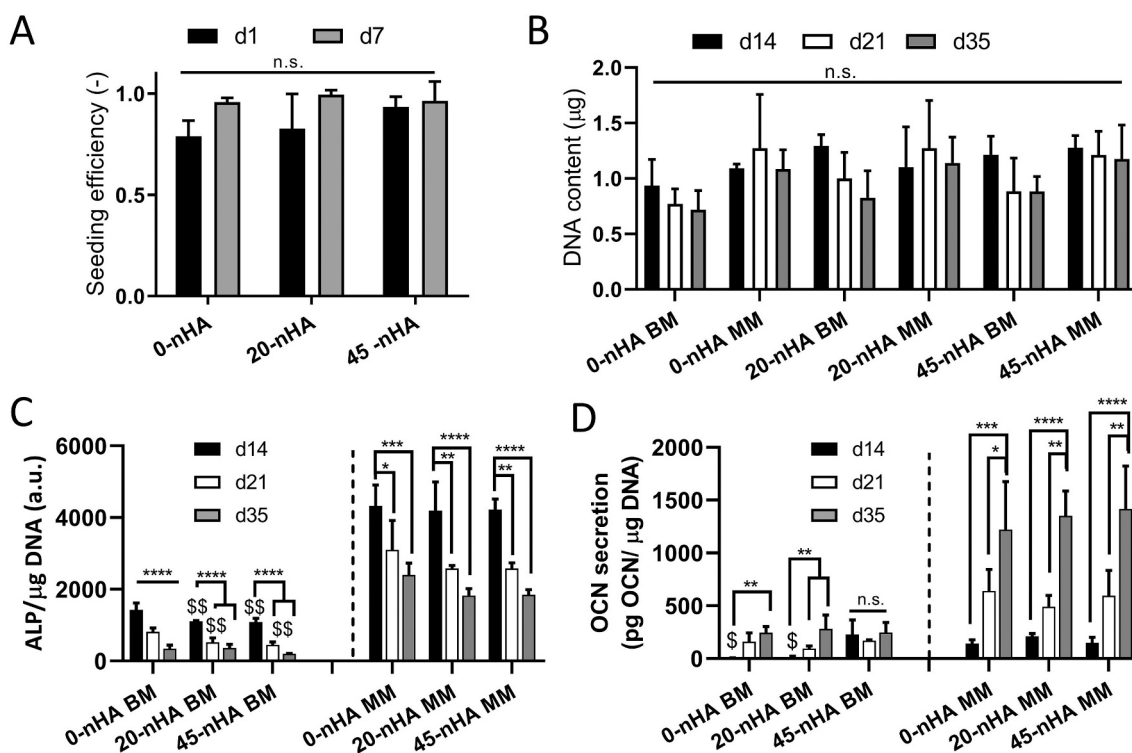 A
d1 d7
n.s.
Seeding efficiency (-)
1.0
0.5
0.0
0-nHA
20-nHA
45 -nHA
B
d14 d21 d35
n.s.
DNA content (μg)
2.0
1.5
1.0
0.5
0.0
0-nHA BM
0-nHA MM
20-nHA BM
20-nHA MM
45-nHA BM
45-nHA MM
C
d14
d21
d35
ALP/μg DNA (a.u.)
6000
4000
2000
0
**** **** ****
$$ $$
$$ $$
*** **** ****
* ** **
0-nHA BM
20-nHA BM
45-nHA BM
0-nHA MM
20-nHA MM
45-nHA MM
D
d14
d21
d35
OCN secretion
(pg OCN/ μg DNA)
2000
1500
1000
500
0
** ** n.s.
$ $
*** **** ****
* ** **
0-nHA BM
20-nHA BM
45-nHA BM
0-nHA MM
20-nHA MM
45-nHA MM